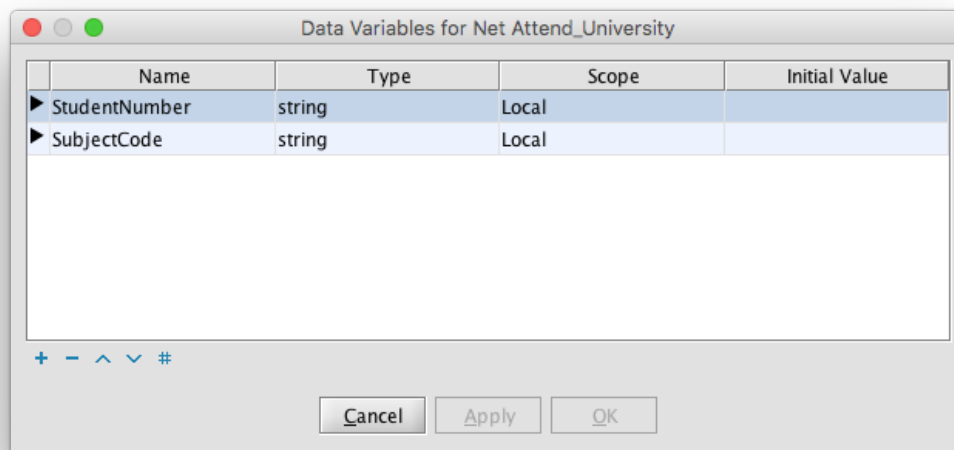 Data Variables for Net Attend_University
Name Type Scope Initial Value
StudentNumber string Local
SubjectCode string Local
+ - #
Cancel Apply OK